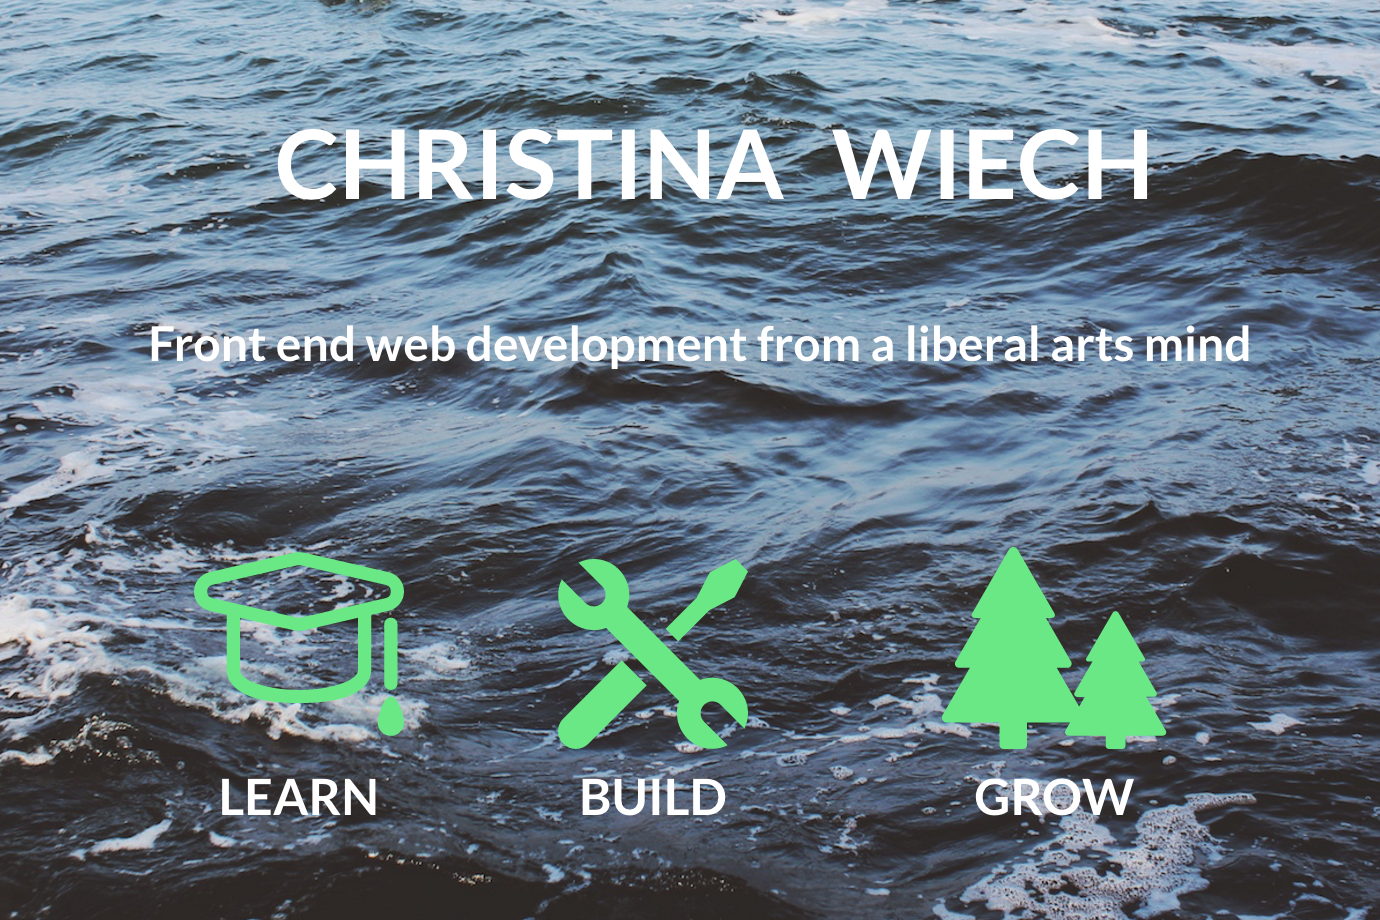 CHRISTINA WIECH
Front end web development from a liberal arts mind
LEARN BUILD GROW